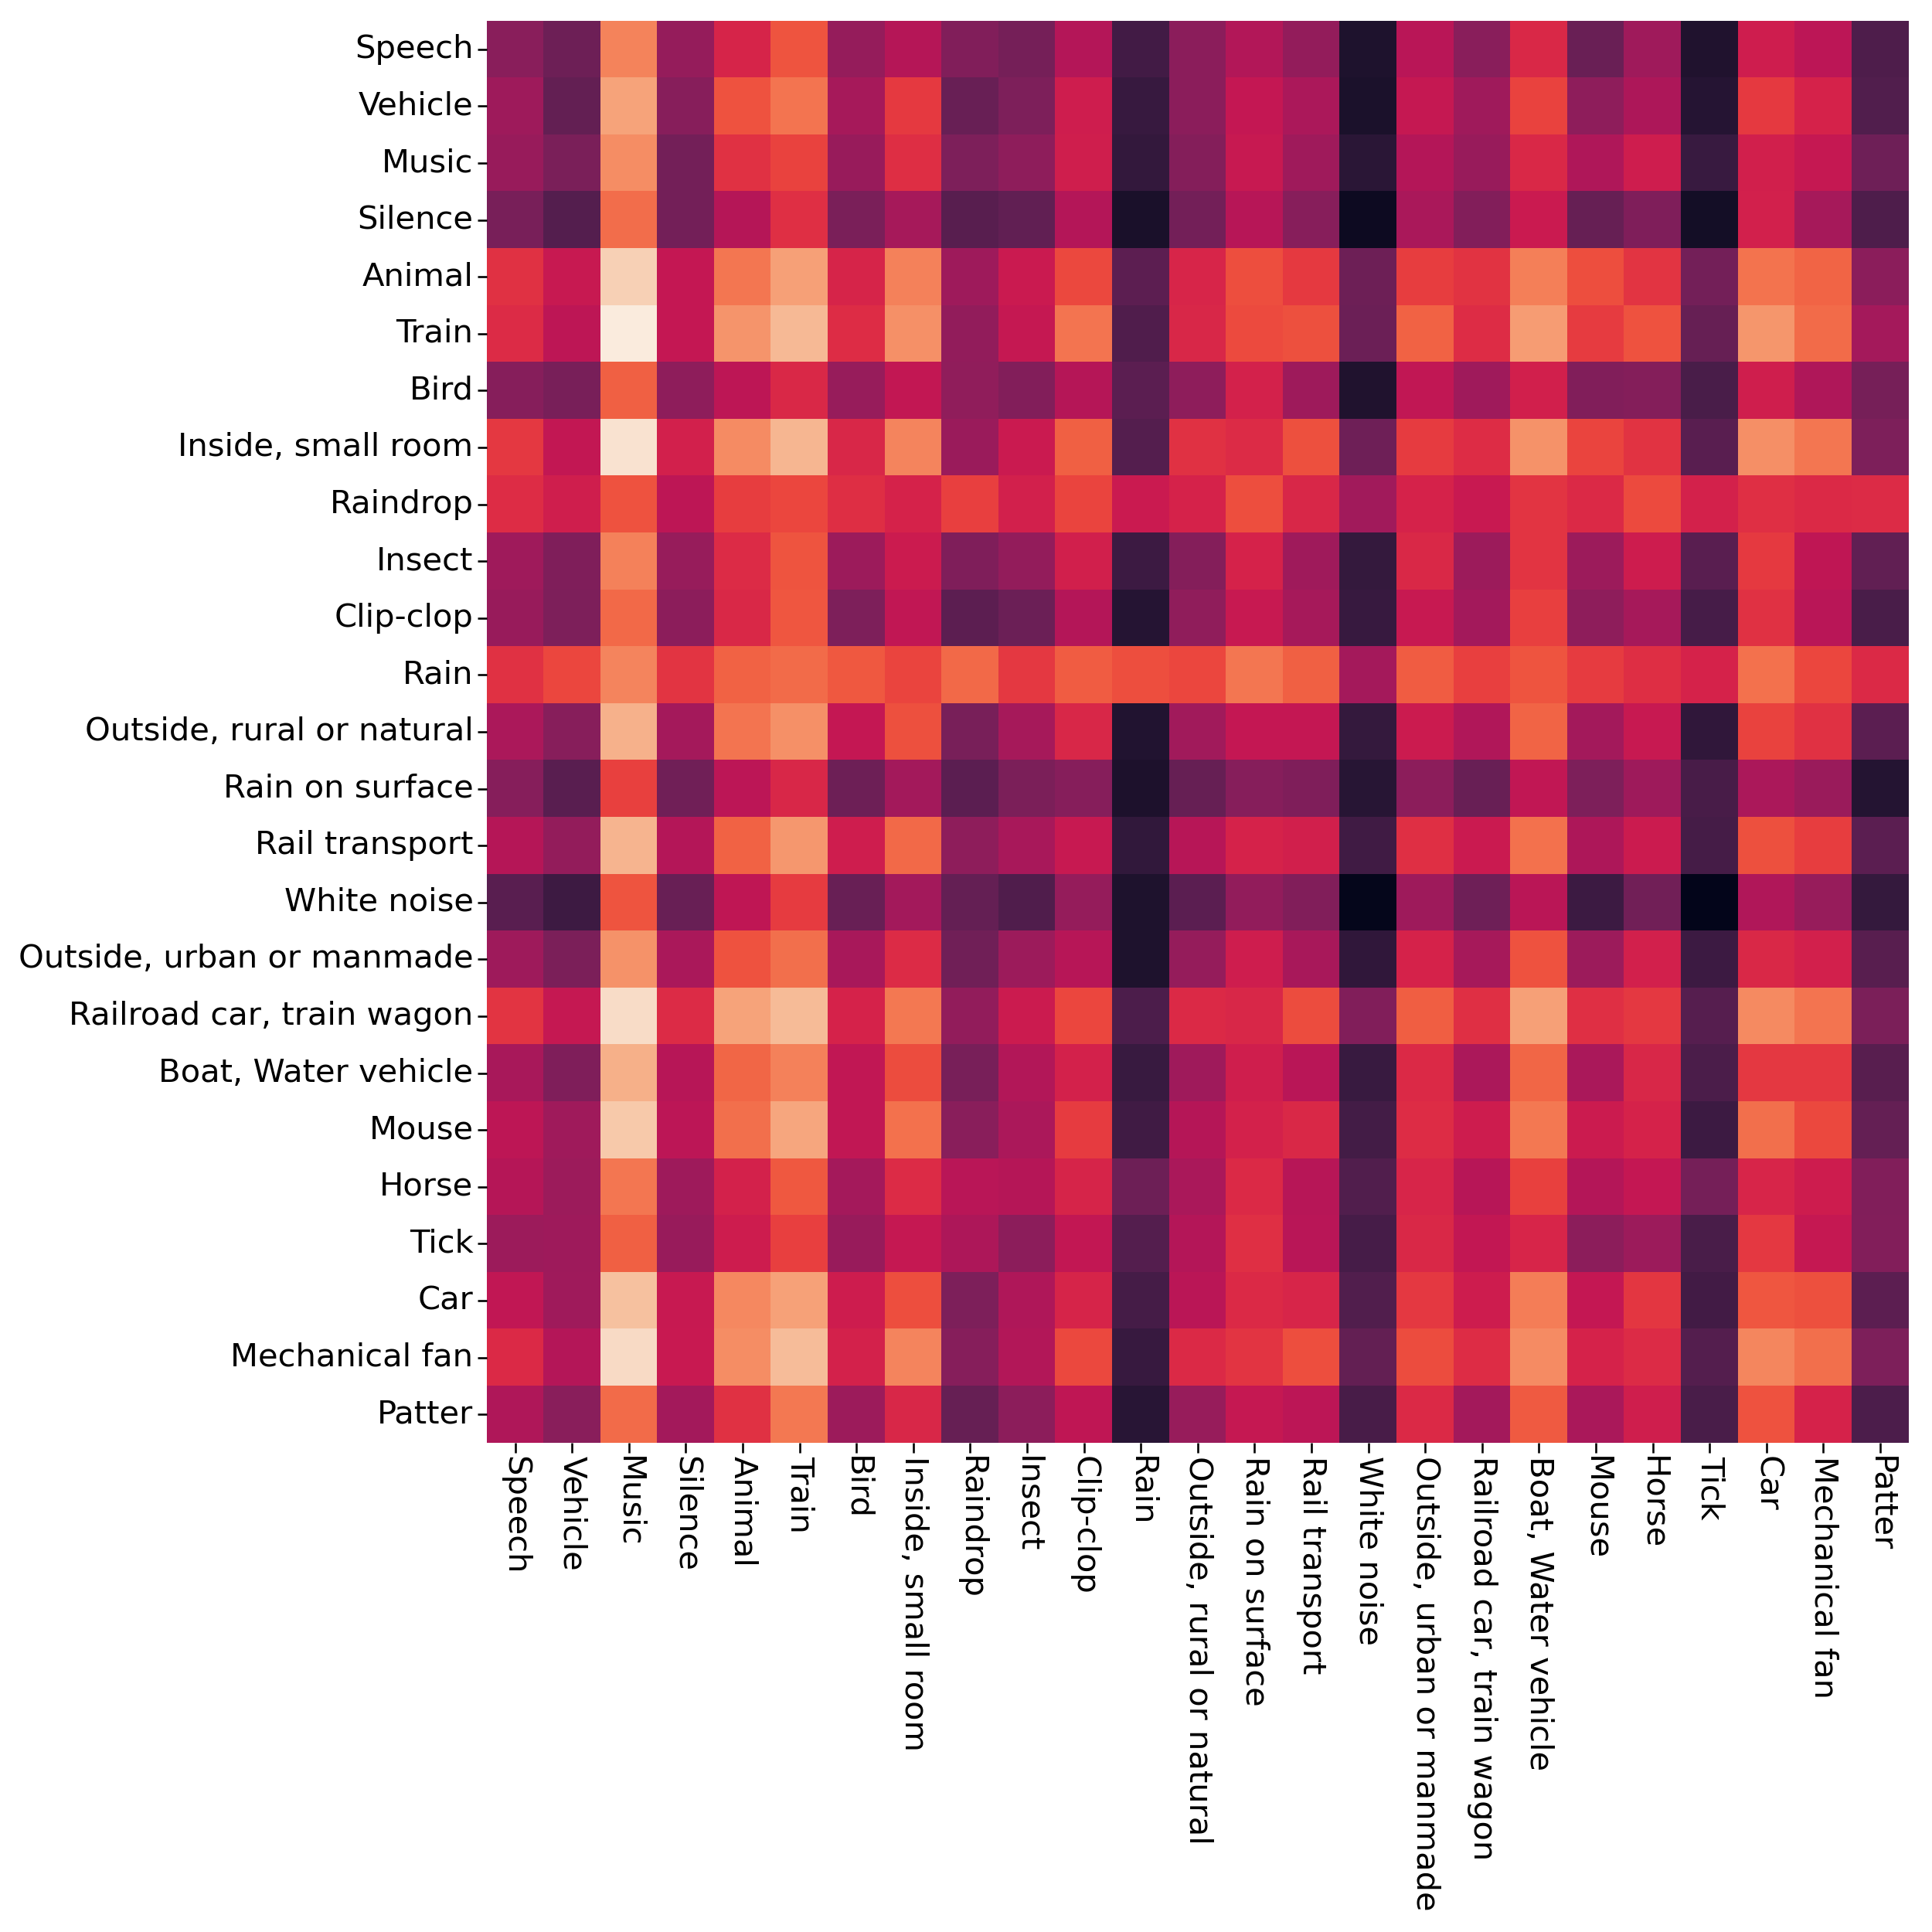 Speech
Vehicle
Music
Silence
Animal
Train
Bird
Inside, small room
Raindrop
Insect
Clip-clop
Rain
Outside, rural or natural
Rain on surface
Rail transport
White noise
Outside, urban or manmade
Railroad car, train wagon
Boat, Water vehicle
Mouse
Horse
Tick
Car
Mechanical fan
Patter
Speech
Vehicle
Music
Silence
Animal
Train
Bird
Inside, small room
Raindrop
Insect
Clip-clop
Rain
Outside, rural or natural
Rain on surface
Rail transport
White noise
Outside, urban or manmade
Railroad car, train wagon
Boat, Water vehicle
Mouse
Horse
Tick
Car
Mechanical fan
Patter